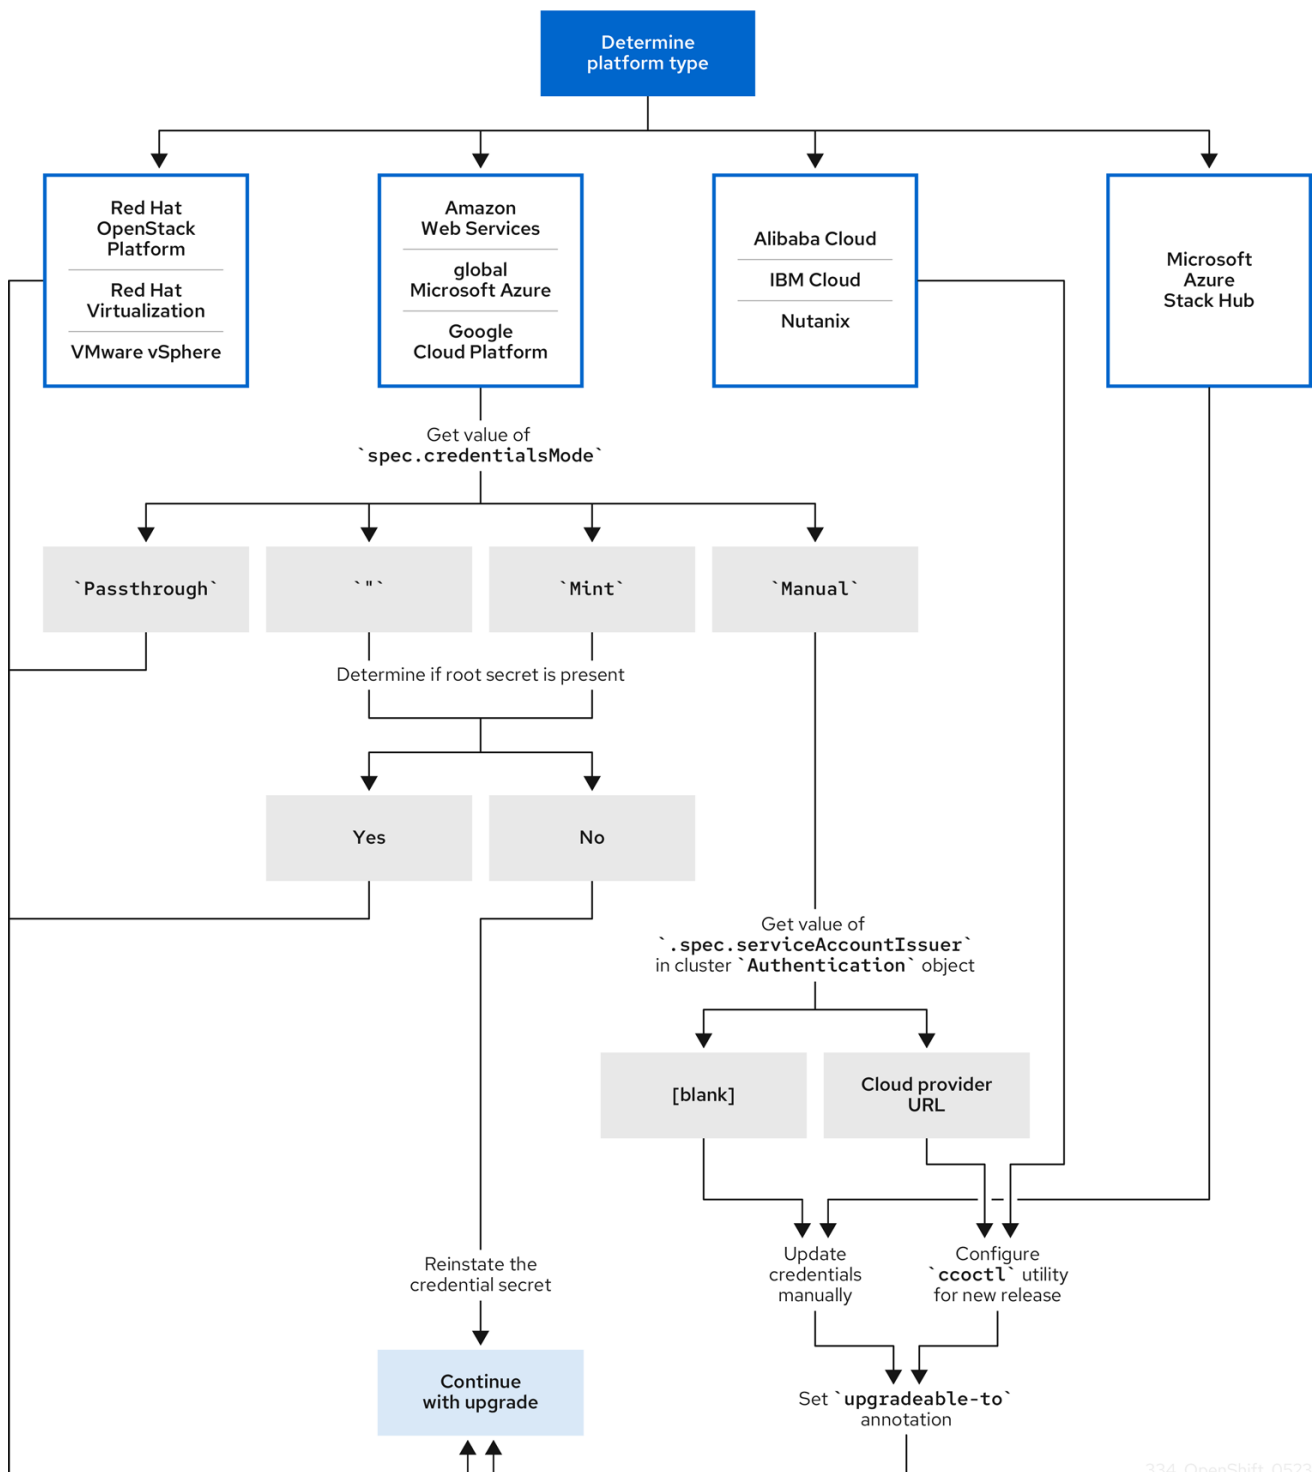 Determine
platform type
Red Hat
OpenStack
Platform
Red Hat
Virtualization
VMware vSphere
Amazon
Web Services
global
Microsoft Azure
Google
Cloud Platform
Alibaba Cloud
IBM Cloud
Nutanix
Microsoft
Azure
Stack Hub
Get value of
`spec.credentialsMode`
`Passthrough`
`"`
`Mint`
`Manual`
Determine if root secret is present
Yes
No
Get value of
`.spec.serviceAccountIssuer`
in cluster `Authentication` object
[blank]
Cloud provider
URL
Reinstate the
credential secret
Update
credentials
manually
Configure
`ccoctl` utility
for new release
Continue
with upgrade
Set `upgradeable-to`
annotation
334_OpenShift_0523